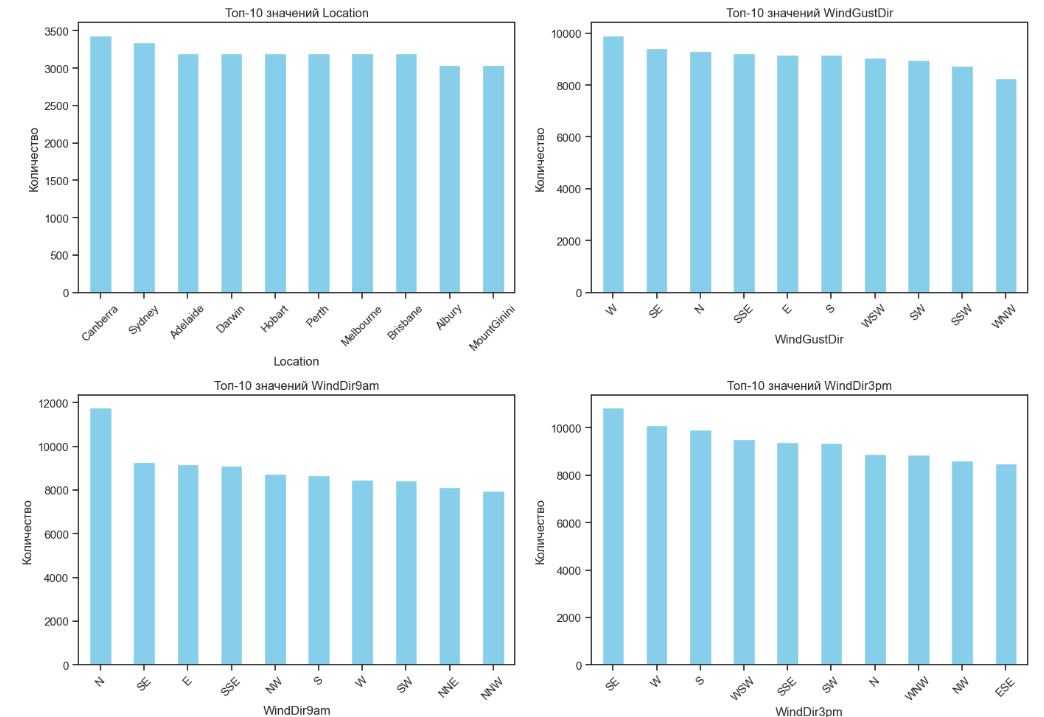 Топ-10 значений Location
Количество
3500
3000
2500
2000
1500
1000
500
0
Canberra
Sydney
Adelaide
Darwin
Hobart
Perth
Melbourne
Brisbane
Albury
MountGinini
Location
Топ-10 значений WindGustDir
Количество
10000
8000
6000
4000
2000
0
W
SE
N
SSE
E
S
WSW
SW
SSW
WNW
WindGustDir
Топ-10 значений WindDir9am
Количество
12000
10000
8000
6000
4000
2000
0
N
SE
E
SSE
NW
S
W
SW
NNE
NNW
WindDir9am
Топ-10 значений WindDir3pm
Количество
10000
8000
6000
4000
2000
0
SE
W
S
WSW
SSE
SW
N
WNW
NW
ESE
WindDir3pm